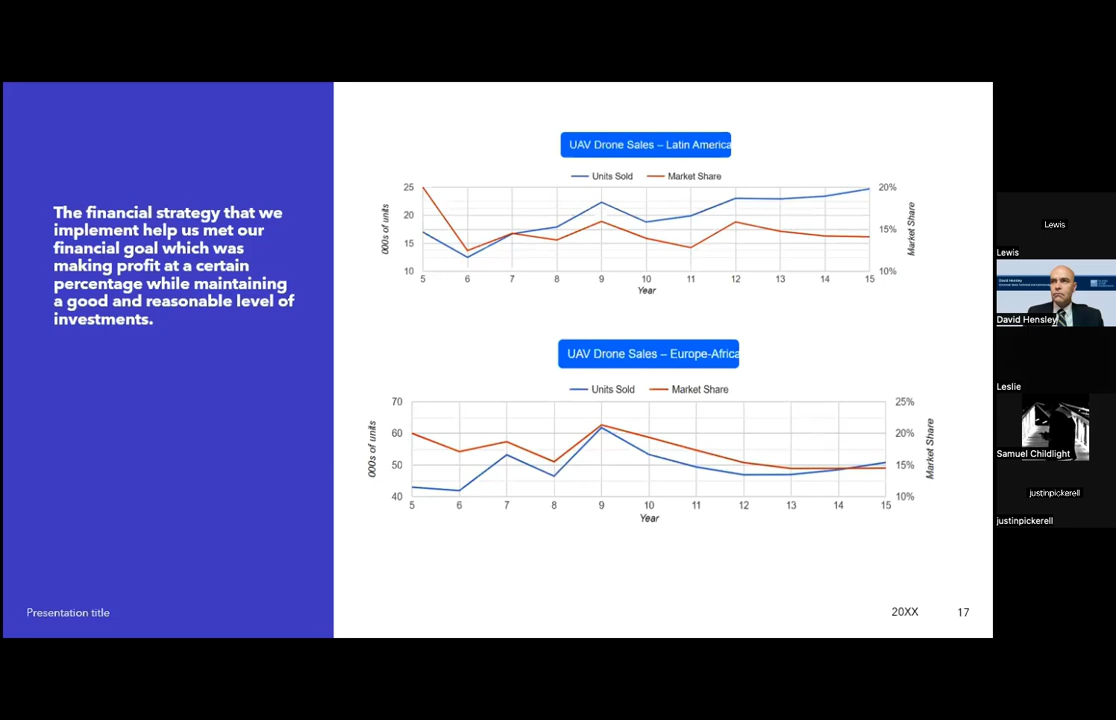 The financial strategy that we
implement help us met our
financial goal which was
making profit at a certain
percentage while maintaining
a good and reasonable level of
investments.
Presentation title
UAV Drone Sales – Latin America
Units Sold
Market Share
25
20
15
10
000s of units
20%
15%
10%
Market Share
5 6 7 8 9 10 11 12 13 14 15
Year
UAV Drone Sales – Europe-Africa
Units Sold
Market Share
70
60
50
40
000s of units
25%
20%
15%
10%
Market Share
5 6 7 8 9 10 11 12 13 14 15
Year
20XX
17
Lewis
Lewis
David Hensley
Leslie
Samuel Childlight
justinpickerell
justinpickerell